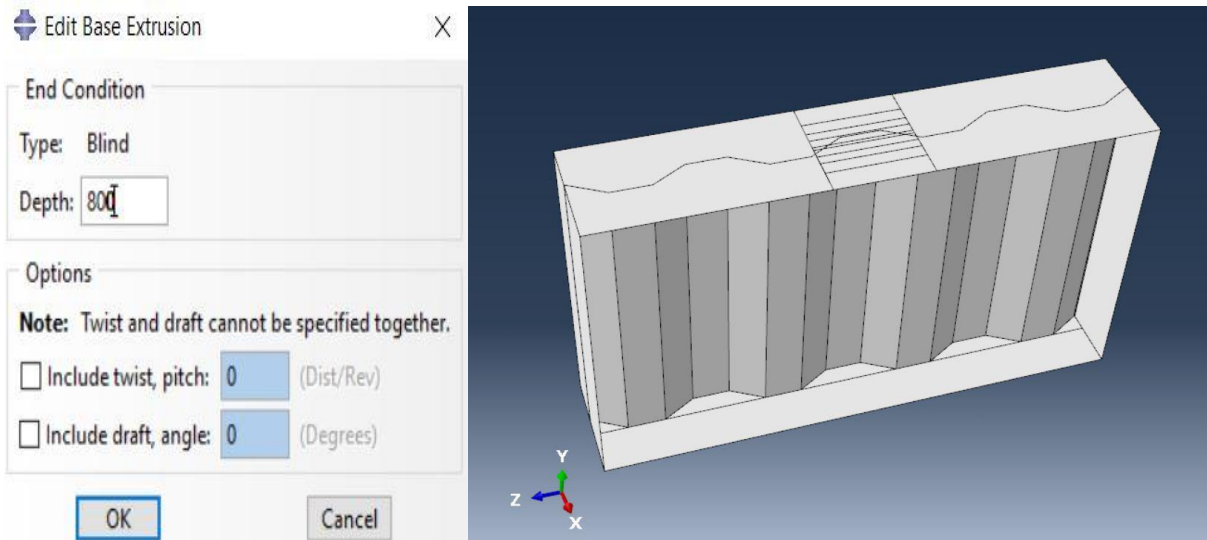 Edit Base Extrusion X
End Condition
Type: Blind
Depth: 800
Options
Note: Twist and draft cannot be specified together.
Include twist, pitch: 0 (Dist/Rev)
Include draft, angle: 0 (Degrees)
OK Cancel
Y
Z
X